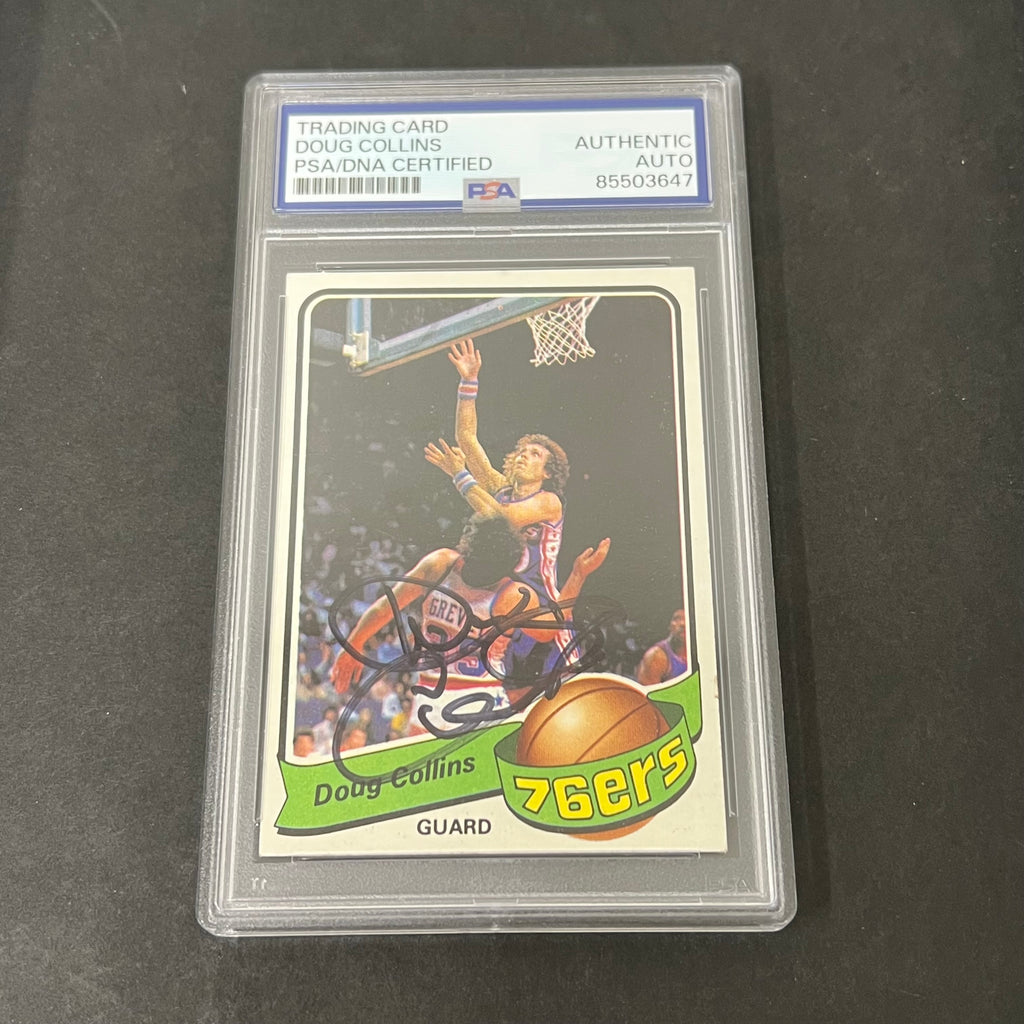 TRADING CARD
DOUG COLLINS
PSA/DNA CERTIFIED
AUTHENTIC
AUTO
85503647
PSA
GREV
Doug Collins
76ers
GUARD